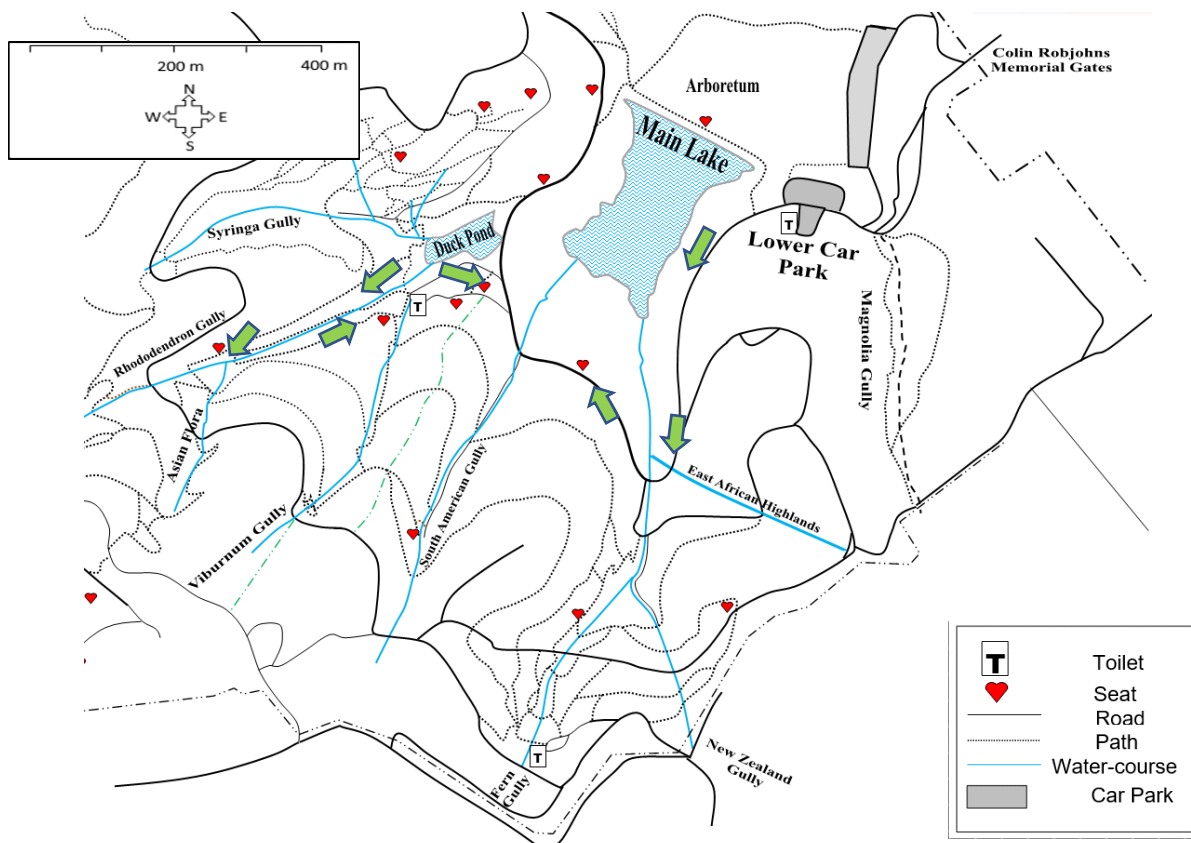 200 m
400 m
N
W
E
S
Colin Robjohns
Memorial Gates
Arboretum
Main Lake
Syringa Gully
Duck Pond
T
Lower Car
Park
Rhododendron Gully
T
Magnolia Gully
Asian Flora
East African Highlands
South American Gully
Viburnum Gully
T
Fern
Gully
New Zealand
Gully
T
Toilet
Seat
Road
Path
Water-course
Car Park